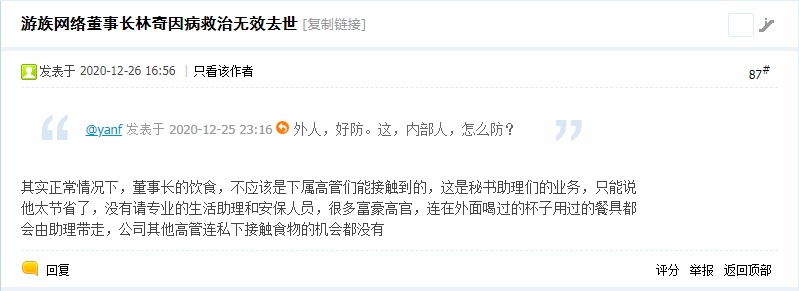 游族网络董事长林奇因病救治无效去世 [复制链接]
发表于 2020-12-26 16:56 | 只看该作者
87#
“ @yanf 发表于 2020-12-25 23:16 外人，好防。这，内部人，怎么防？ ”
其实正常情况下，董事长的饮食，不应该是下属高管们能接触到的，这是秘书助理们的业务，只能说
他太节省了，没有请专业的生活助理和安保人员，很多富豪高官，连在外面喝过的杯子用过的餐具都
会由助理带走，公司其他高管连私下接触食物的机会都没有
回复
评分 举报 返回顶部